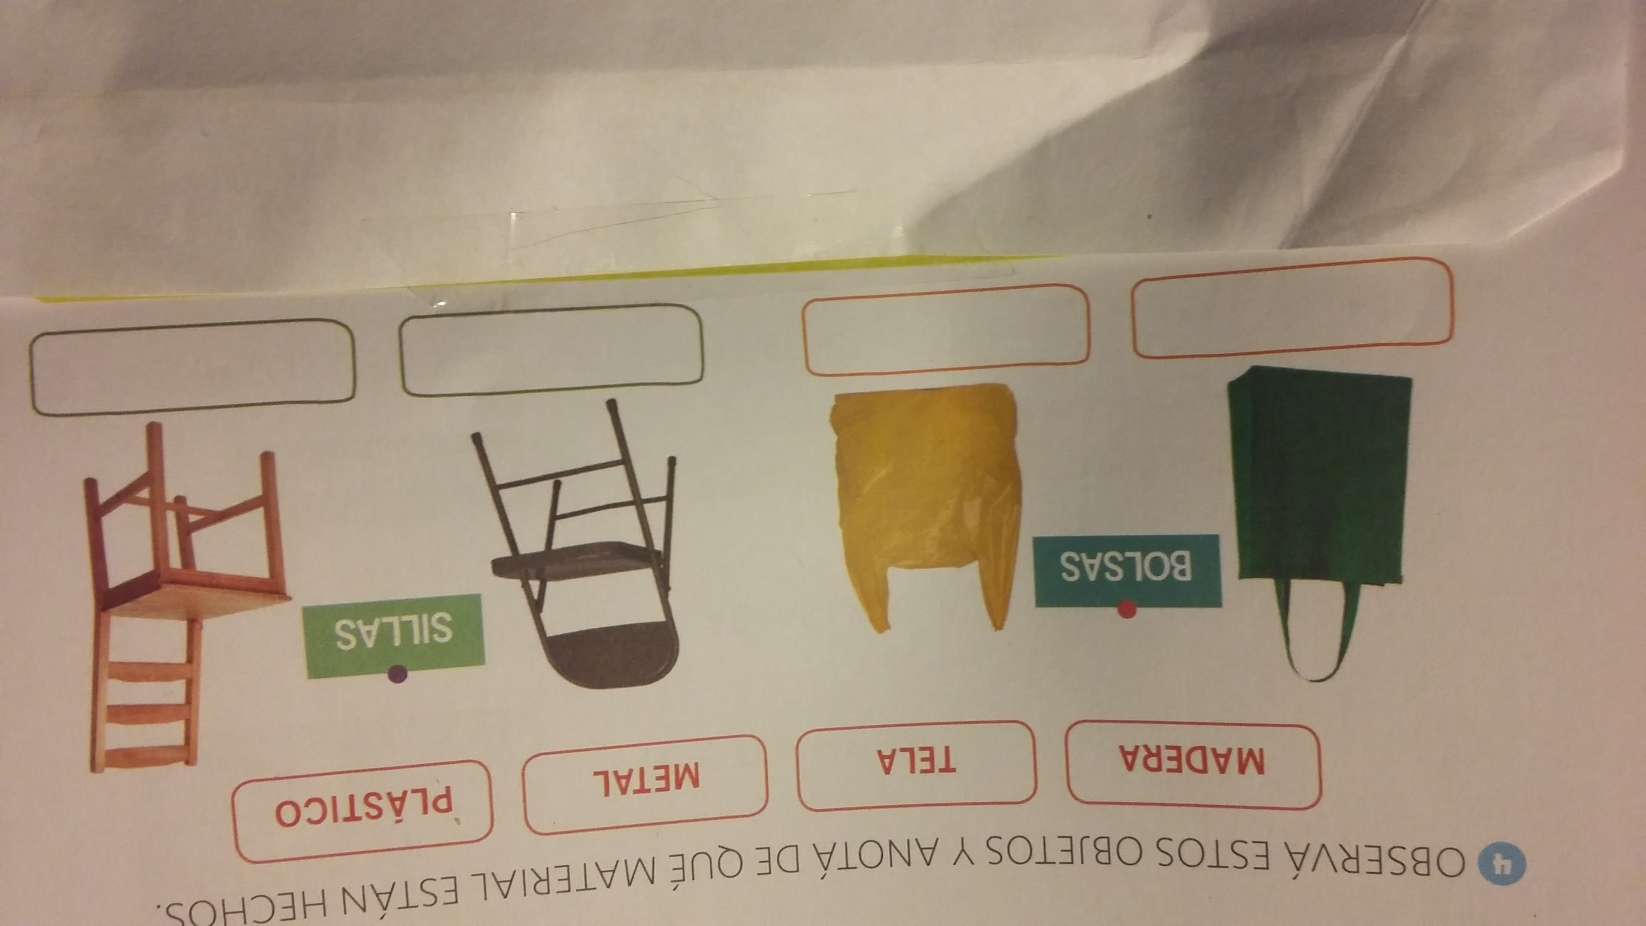 4 OBSERVÁ ESTOS OBJETOS Y ANOTÁ DE QUÉ MATERIAL ESTÁN HECHOS.
MADERA TELA METAL PLÁSTICO
BOLSAS SILLAS